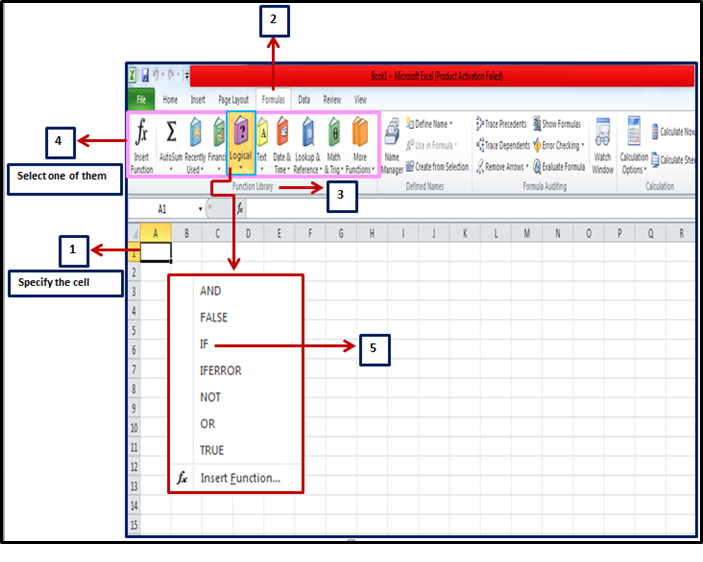 2
Book1 - Microsoft Excel (Product Activation Failed)
File Home Insert Page Layout Formulas Data Review View
4
Select one of them
fx
Insert Function
Σ
AutoSum
Recently Used
Financ
?
Logical
A
Text
Date & Time
Lookup & Reference
θ
Math & Trig
More Functions
Function Library
3
Name Manager
Define Name
Use in Formula
Create from Selection
Defined Names
Trace Precedents
Trace Dependents
Remove Arrows
Show Formulas
Error Checking
Evaluate Formula
Formula Auditing
Watch Window
Calculation Options
Calculate Now
Calculate She
Calculation
A1
fx
A B C D E F G H I J K L M N O P Q R
1
Specify the cell
1
2
3
4
5
6
7
8
9
10
11
12
13
14
15
AND
FALSE
IF
5
IFERROR
NOT
OR
TRUE
fx Insert Function...